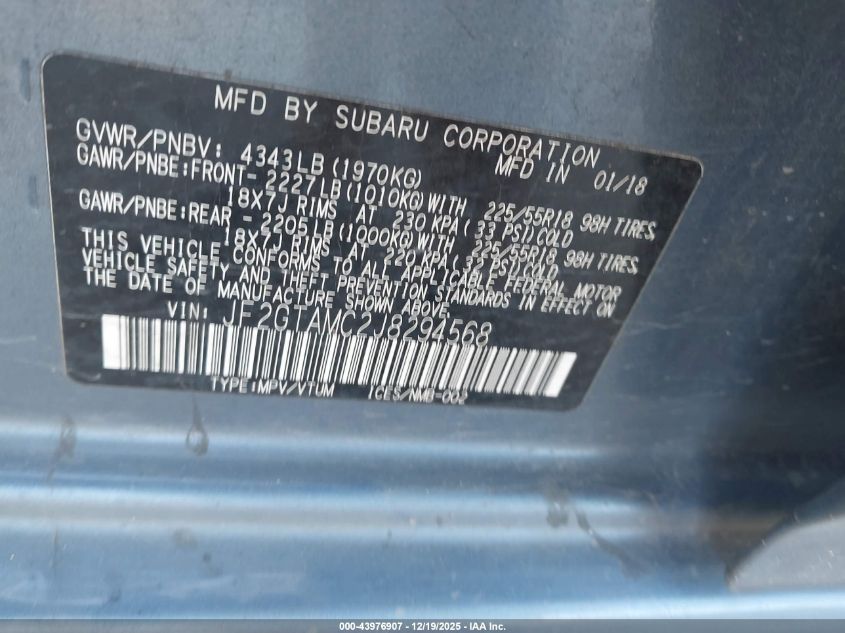 MFD BY SUBARU CORPORATION
MFD IN 01/18
GVWR/PNBV: 4343LB(1970KG)
GAWR/PNBE:FRONT- 2227LB(1010KG)WITH 225/55R18 98H TIRES,
18X7J RIMS AT 230 KPA(33 PSI)COLD
GAWR/PNBE:REAR - 2205LB(1000KG)WITH 225/55R18 98H TIRES,
18X7J RIMS AT 220 KPA(32 PSI)COLD
THIS VEHICLE CONFORMS TO ALL APPLICABLE FEDERAL MOTOR
VEHICLE SAFETY AND THEFT PREVENTION STANDARDS IN EFFECT ON
THE DATE OF MANUFACTURE SHOWN ABOVE.
VIN: JF2GTAMC2J8294568
TYPE:MPV/VTUM ICES/NMB-002
000-43976907 • 12/19/2025 • IAA Inc.